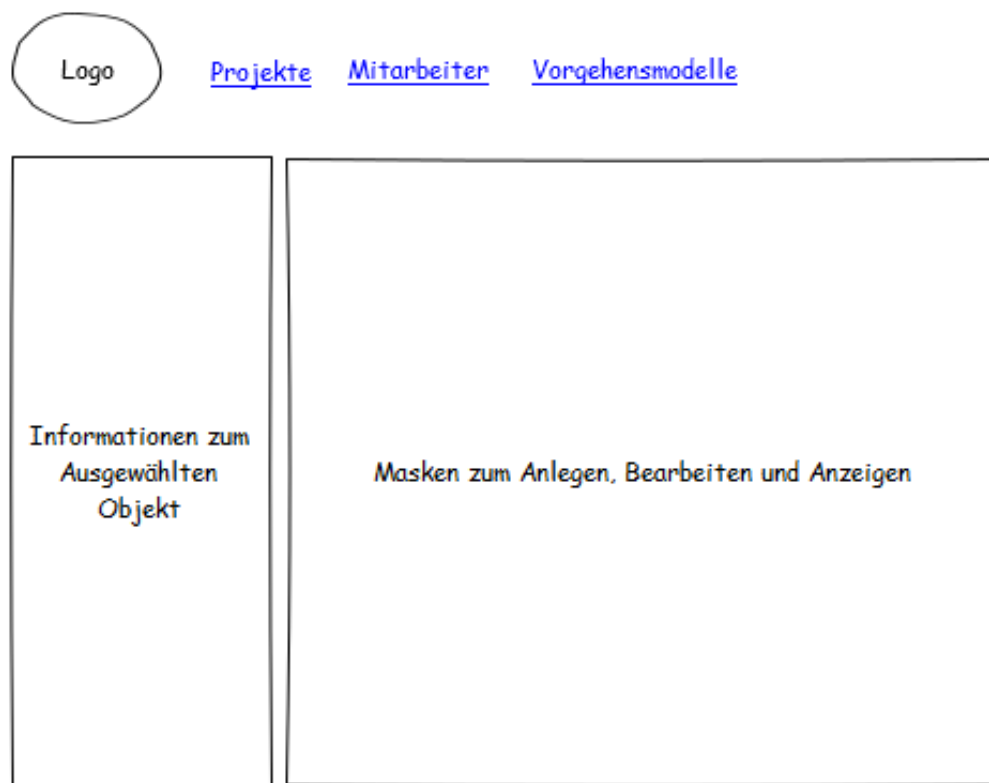 Logo
Projekte Mitarbeiter Vorgehensmodelle
Informationen zum
Ausgewählten
Objekt
Masken zum Anlegen, Bearbeiten und Anzeigen